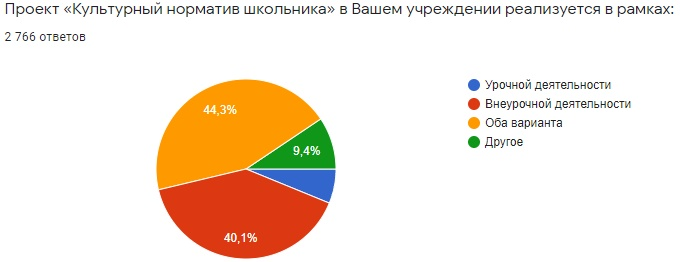 Проект «Культурный норматив школьника» в Вашем учреждении реализуется в рамках:
2 766 ответов
44,3%
9,4%
40,1%
Урочной деятельности
Внеурочной деятельности
Оба варианта
Другое